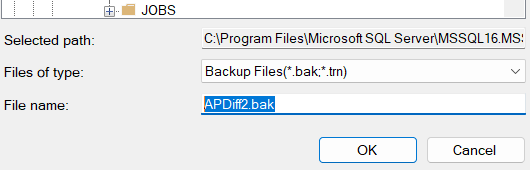 JOBS
Selected path: C:\Program Files\Microsoft SQL Server\MSSQL16.MSS
Files of type: Backup Files(*.bak;*.trn)
File name: APDiff2.bak
OK Cancel